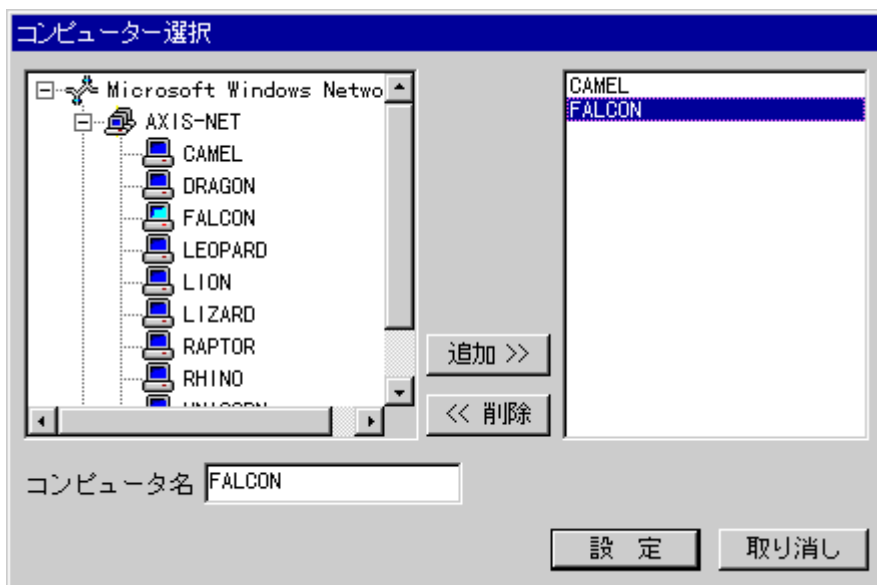 コンピューター選択
Microsoft Windows Netwo
AXIS-NET
CAMEL
DRAGON
FALCON
LEOPARD
LION
LIZARD
RAPTOR
RHINO
追加 >>
<< 削除
CAMEL
FALCON
コンピュータ名 FALCON
設 定
取り消し